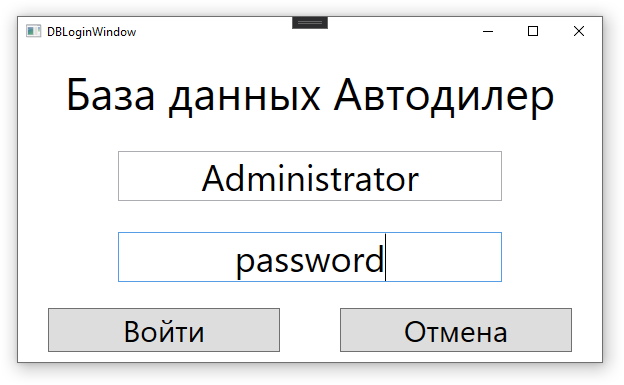 DBLoginWindow
База данных Автодилер
Administrator
password
Войти
Отмена